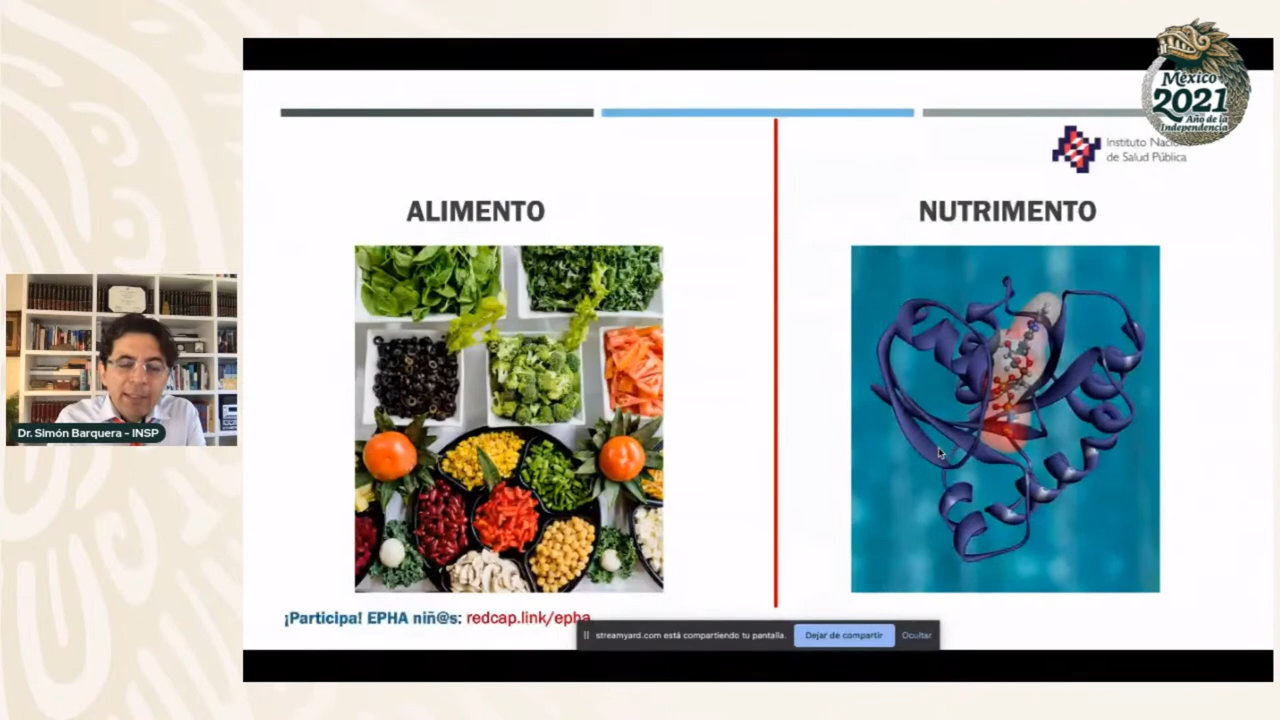 México
2021
Año de la
Independencia
Instituto Nacio
de Salud Pública
ALIMENTO
NUTRIMENTO
Dr. Simón Barquera - INSP
¡Participa! EPHA niñ@s: redcap.link/epha
streamyard.com está compartiendo tu pantalla.
Dejar de compartir
Ocultar